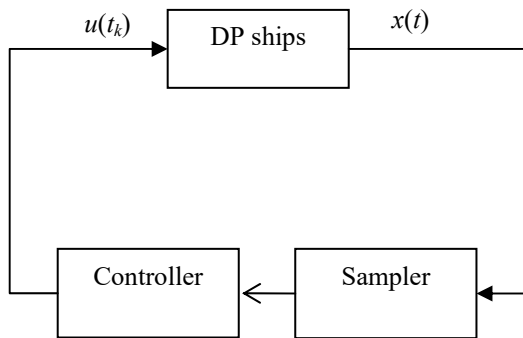 u(tₖ)
DP ships
x(t)
Controller
Sampler